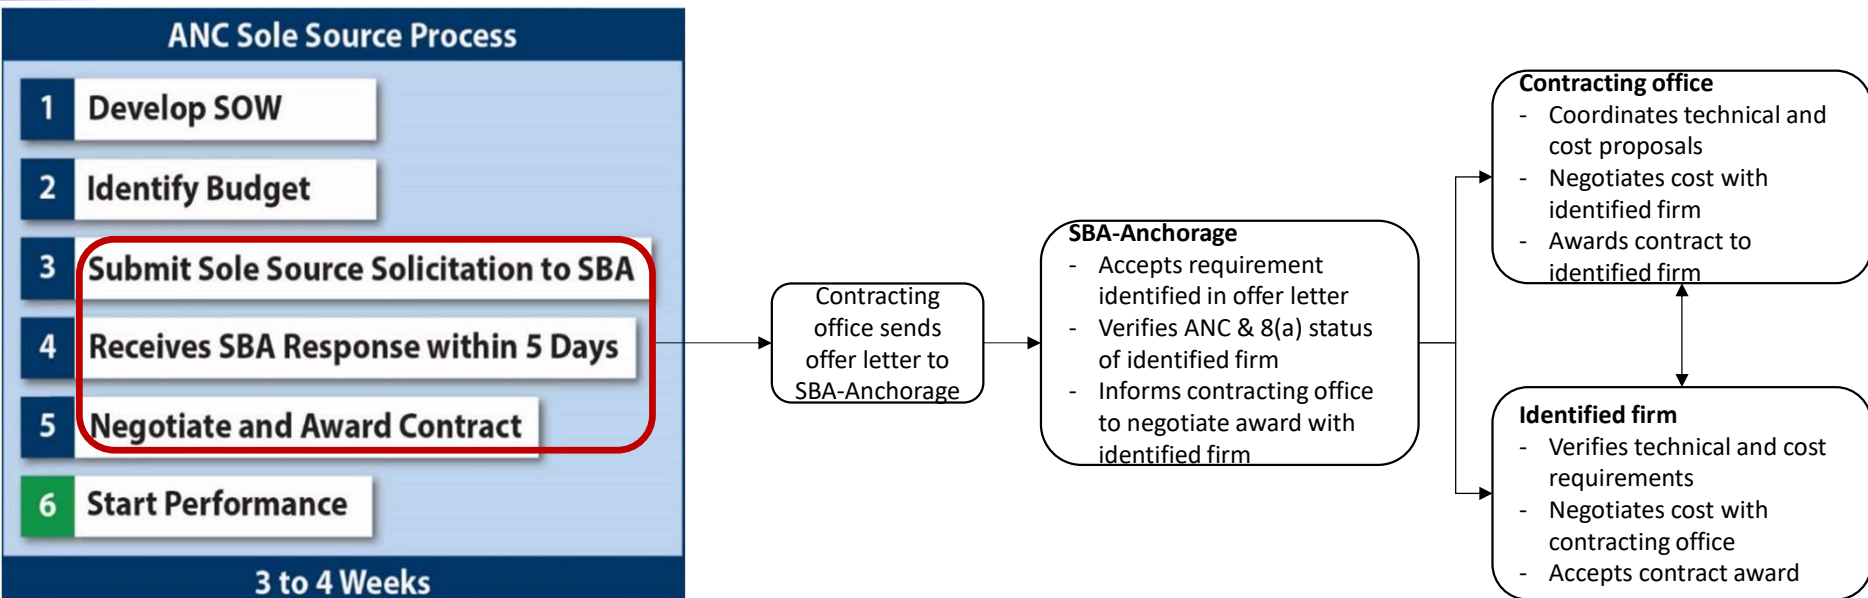 ANC Sole Source Process
1 Develop SOW
2 Identify Budget
3 Submit Sole Source Solicitation to SBA
4 Receives SBA Response within 5 Days
5 Negotiate and Award Contract
6 Start Performance
3 to 4 Weeks
Contracting
office sends
offer letter to
SBA-Anchorage
SBA-Anchorage
- Accepts requirement
identified in offer letter
- Verifies ANC & 8(a) status
of identified firm
- Informs contracting office
to negotiate award with
identified firm
Contracting office
- Coordinates technical and
cost proposals
- Negotiates cost with
identified firm
- Awards contract to
identified firm
Identified firm
- Verifies technical and cost
requirements
- Negotiates cost with
contracting office
- Accepts contract award